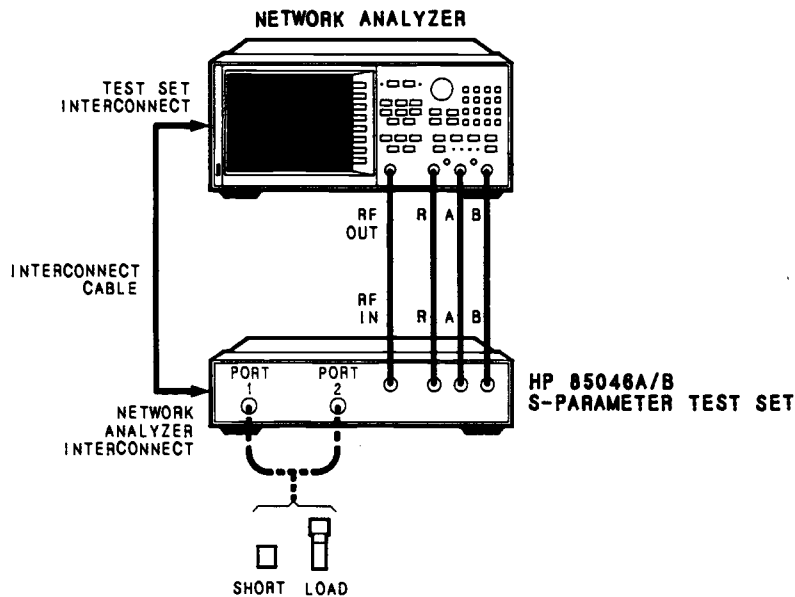 NETWORK ANALYZER
TEST SET
INTERCONNECT
RF
OUT
R
A
B
INTERCONNECT
CABLE
RF
IN
R
A
B
PORT
1
PORT
2
HP 85046A/B
S-PARAMETER TEST SET
NETWORK
ANALYZER
INTERCONNECT
SHORT
LOAD